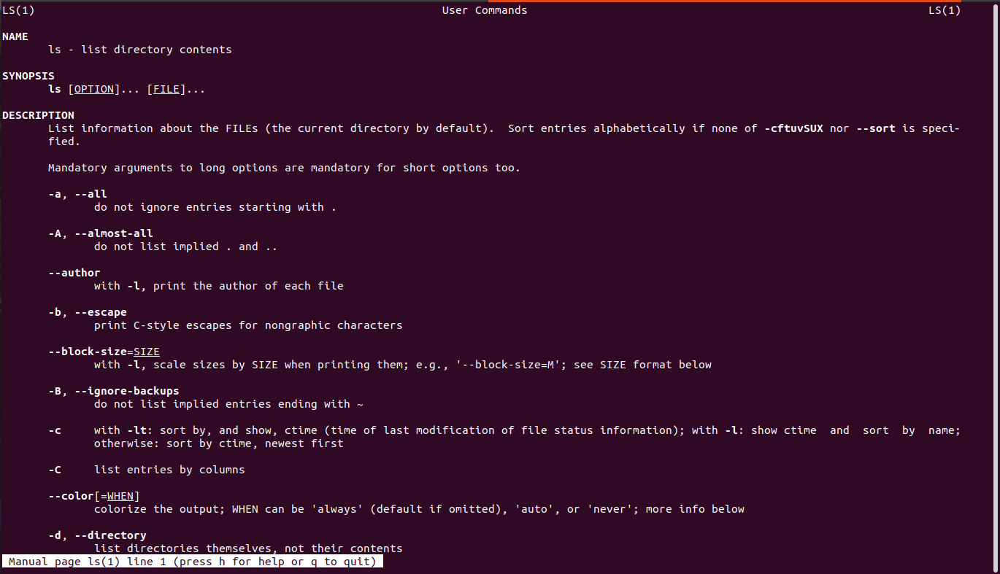 LS(1) User Commands LS(1)
NAME
ls - list directory contents
SYNOPSIS
ls [OPTION]... [FILE]...
DESCRIPTION
List information about the FILEs (the current directory by default).  Sort entries alphabetically if none of -cftuvSUX nor --sort is speci-
fied.
Mandatory arguments to long options are mandatory for short options too.
-a, --all
do not ignore entries starting with .
-A, --almost-all
do not list implied . and ..
--author
with -l, print the author of each file
-b, --escape
print C-style escapes for nongraphic characters
--block-size=SIZE
with -l, scale sizes by SIZE when printing them; e.g., '--block-size=M'; see SIZE format below
-B, --ignore-backups
do not list implied entries ending with ~
-c with -lt: sort by, and show, ctime (time of last modification of file status information); with -l: show ctime  and  sort  by  name;
otherwise: sort by ctime, newest first
-C list entries by columns
--color[=WHEN]
colorize the output; WHEN can be 'always' (default if omitted), 'auto', or 'never'; more info below
-d, --directory
list directories themselves, not their contents
Manual page ls(1) line 1 (press h for help or q to quit)